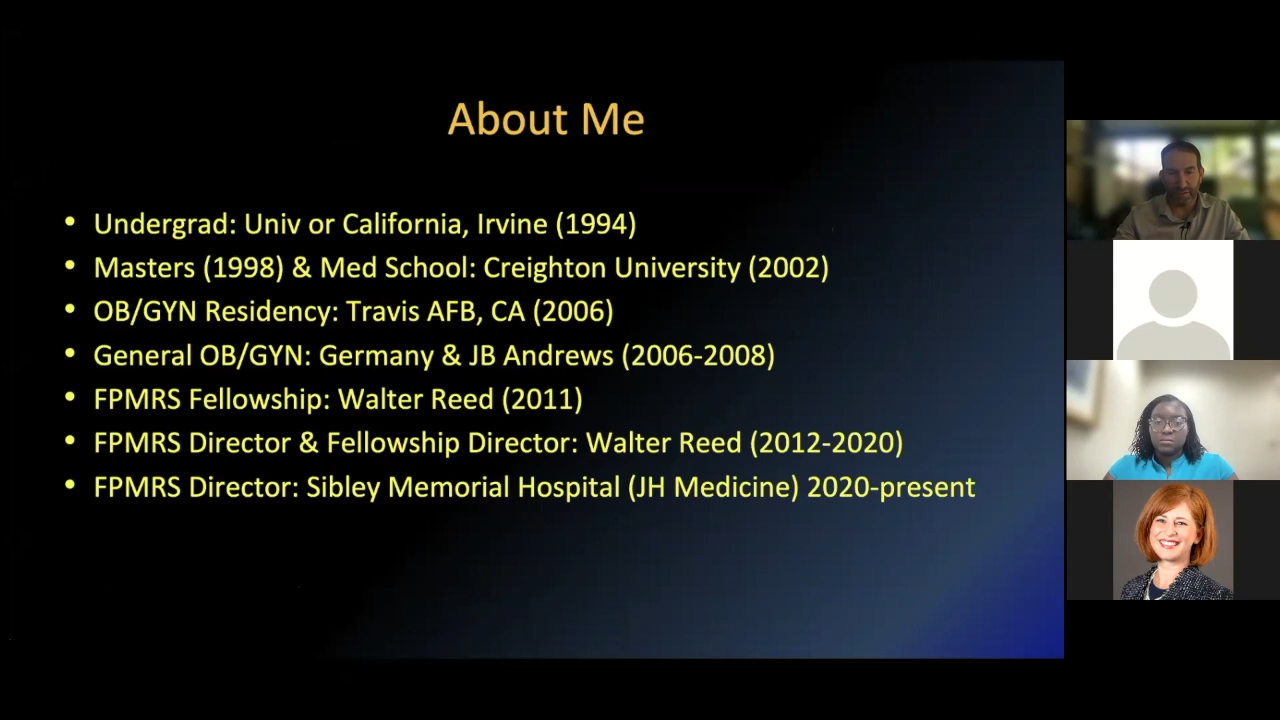 About Me
• Undergrad: Univ or California, Irvine (1994)
• Masters (1998) & Med School: Creighton University (2002)
• OB/GYN Residency: Travis AFB, CA (2006)
• General OB/GYN: Germany & JB Andrews (2006-2008)
• FPMRS Fellowship: Walter Reed (2011)
• FPMRS Director & Fellowship Director: Walter Reed (2012-2020)
• FPMRS Director: Sibley Memorial Hospital (JH Medicine) 2020-present